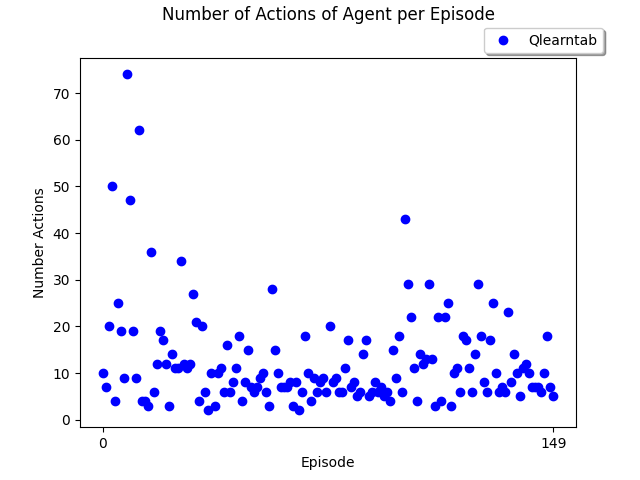 Number of Actions of Agent per Episode
Qlearntab
70
60
50
40
30
20
10
0
Number Actions
0 149
Episode